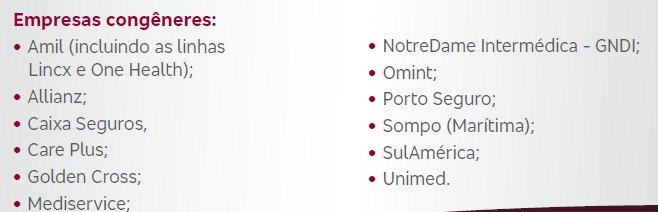 Empresas congêneres:
• Amil (incluindo as linhas
Lincx e One Health);
• Allianz;
• Caixa Seguros,
• Care Plus;
• Golden Cross;
• Mediservice;
• NotreDame Intermédica - GNDI;
• Omint;
• Porto Seguro;
• Sompo (Marítima);
• SulAmérica;
• Unimed.